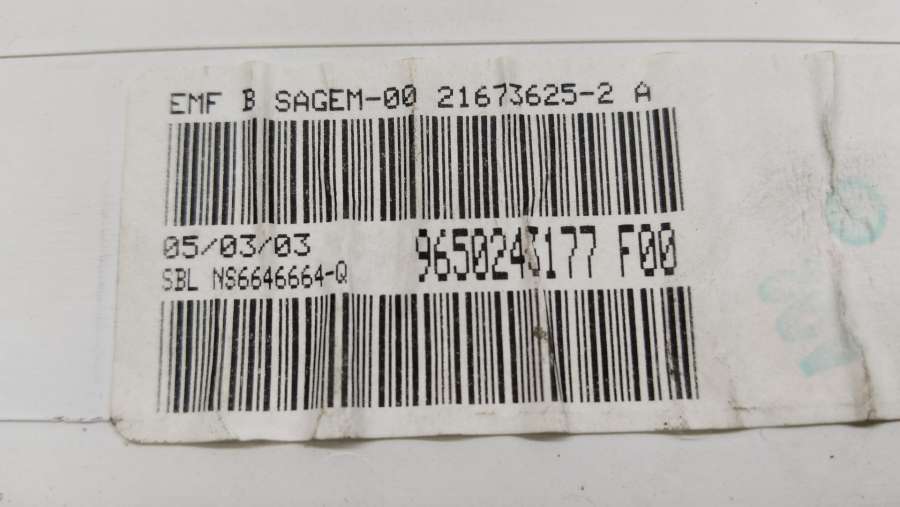 EMF B SAGEM-00 21673625-2 A
05/03/03
SBL NS6646664-Q
9650243177 F00